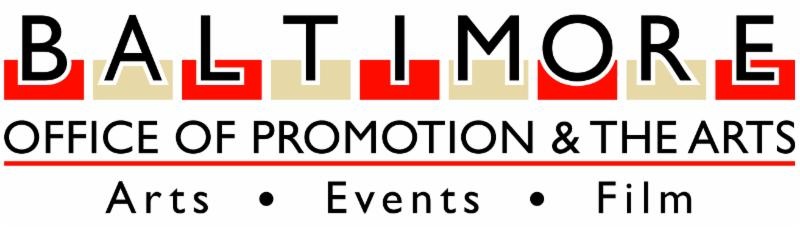 BALTIMORE
OFFICE OF PROMOTION & THE ARTS
Arts • Events • Film